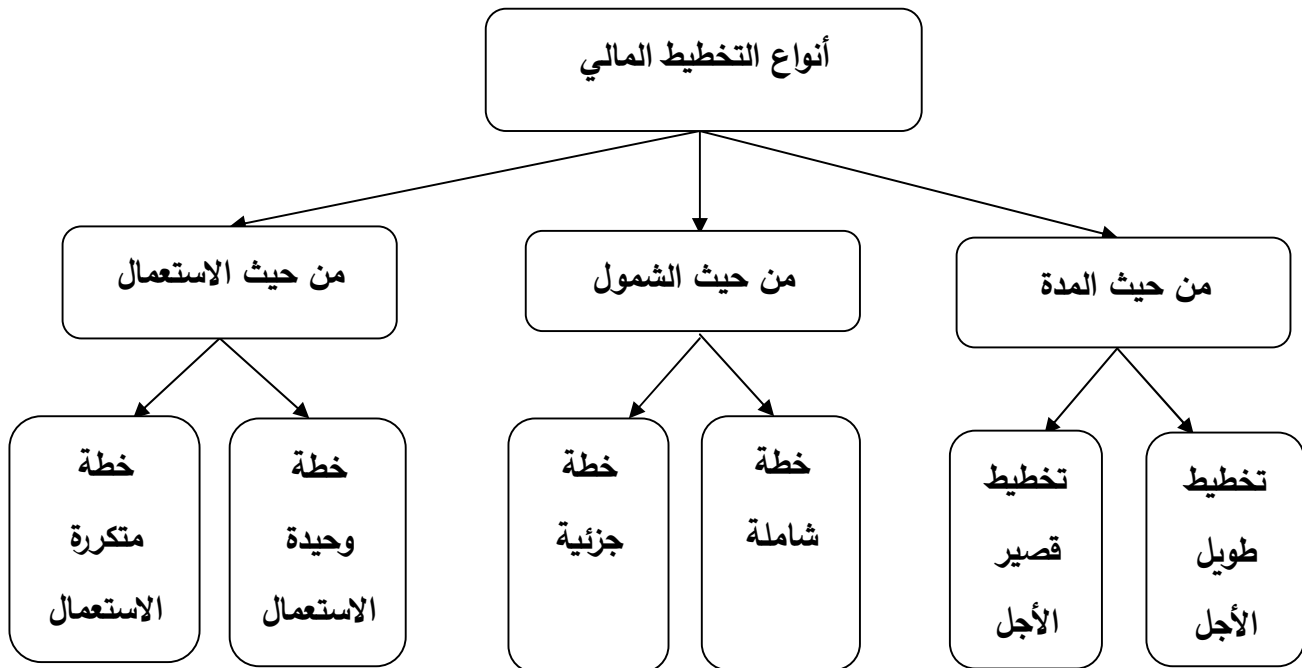 أنواع التخطيط المالي
من حيث المدة
من حيث الشمول
من حيث الاستعمال
تخطيط
طويل
الأجل
تخطيط
قصير
الأجل
خطة
شاملة
خطة
جزئية
خطة
وحيدة
الاستعمال
خطة
متكررة
الاستعمال